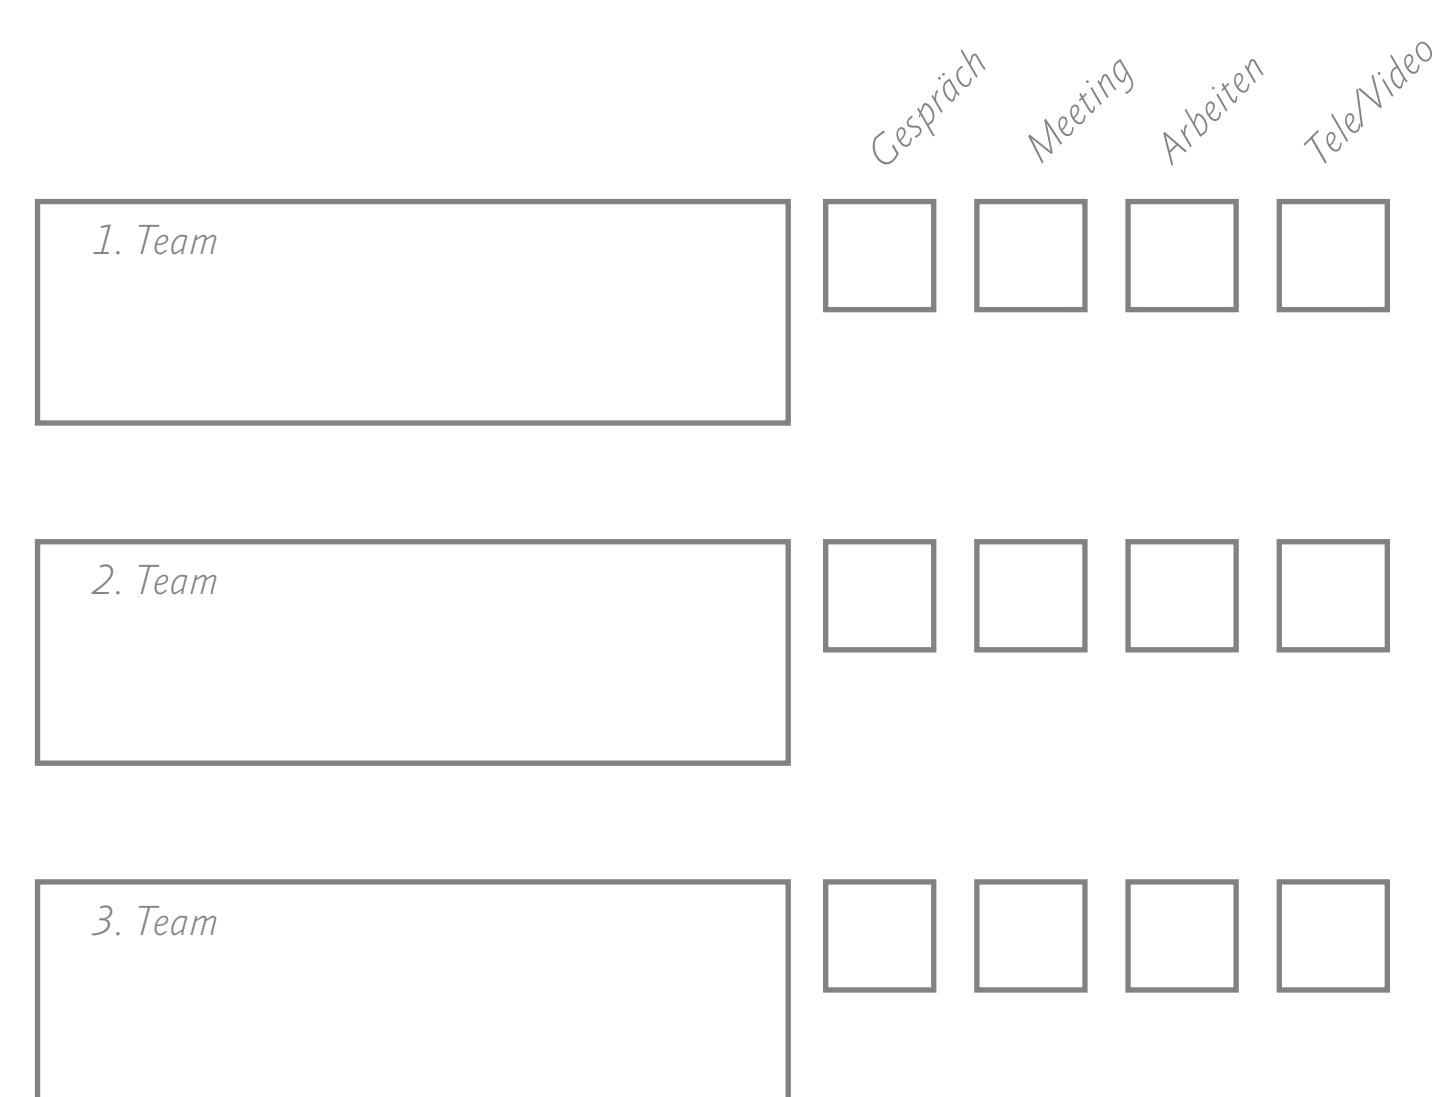 Gespräch
Meeting
Arbeiten
Tele/Video
1. Team
2. Team
3. Team